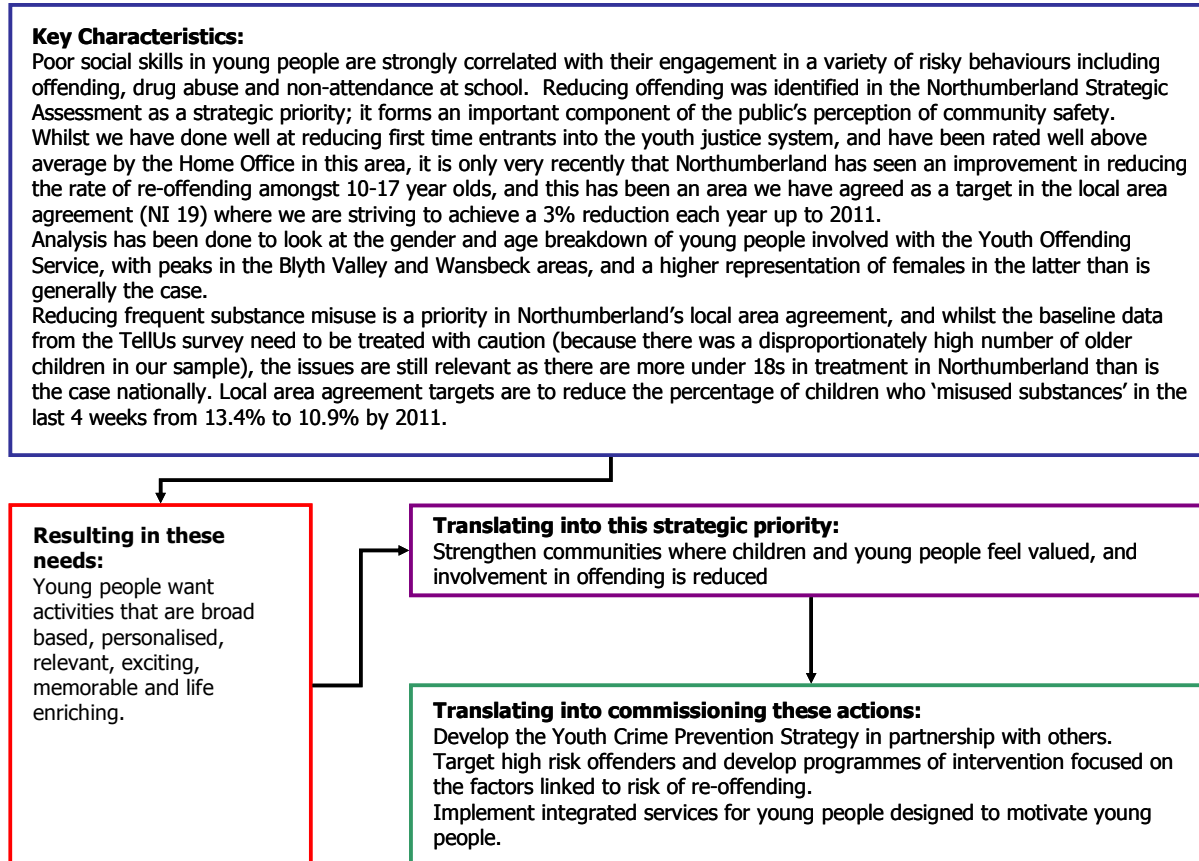 Key Characteristics:
Poor social skills in young people are strongly correlated with their engagement in a variety of risky behaviours including
offending, drug abuse and non-attendance at school.  Reducing offending was identified in the Northumberland Strategic
Assessment as a strategic priority; it forms an important component of the public's perception of community safety.
Whilst we have done well at reducing first time entrants into the youth justice system, and have been rated well above
average by the Home Office in this area, it is only very recently that Northumberland has seen an improvement in reducing
the rate of re-offending amongst 10-17 year olds, and this has been an area we have agreed as a target in the local area
agreement (NI 19) where we are striving to achieve a 3% reduction each year up to 2011.
Analysis has been done to look at the gender and age breakdown of young people involved with the Youth Offending
Service, with peaks in the Blyth Valley and Wansbeck areas, and a higher representation of females in the latter than is
generally the case.
Reducing frequent substance misuse is a priority in Northumberland's local area agreement, and whilst the baseline data
from the TellUs survey need to be treated with caution (because there was a disproportionately high number of older
children in our sample), the issues are still relevant as there are more under 18s in treatment in Northumberland than is
the case nationally. Local area agreement targets are to reduce the percentage of children who 'misused substances' in the
last 4 weeks from 13.4% to 10.9% by 2011.
Resulting in these
needs:
Young people want
activities that are broad
based, personalised,
relevant, exciting,
memorable and life
enriching.
Translating into this strategic priority:
Strengthen communities where children and young people feel valued, and
involvement in offending is reduced
Translating into commissioning these actions:
Develop the Youth Crime Prevention Strategy in partnership with others.
Target high risk offenders and develop programmes of intervention focused on
the factors linked to risk of re-offending.
Implement integrated services for young people designed to motivate young
people.